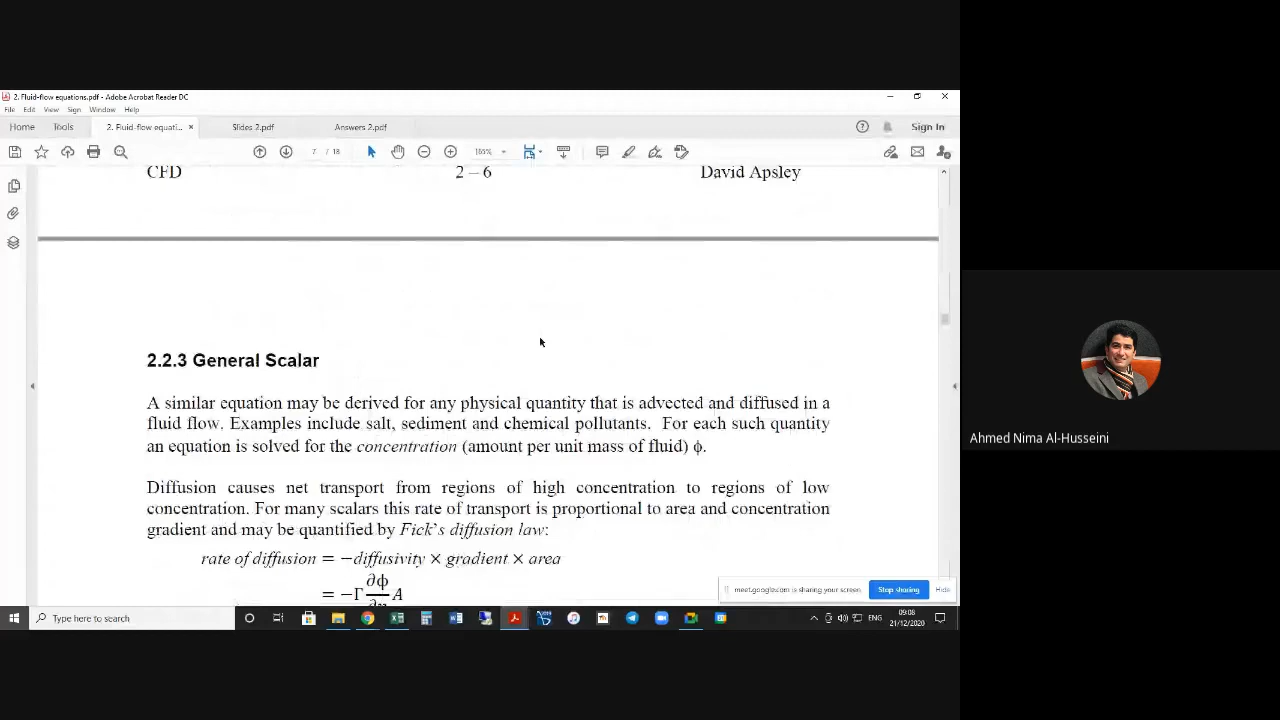 2. Fluid-flow equations.pdf - Adobe Acrobat Reader DC
File Edit View Sign Window Help
Home Tools 2. Fluid-flow equati... × Slides 2.pdf Answers 2.pdf Sign In
7 / 18 165%
CFD 2 – 6 David Apsley
2.2.3 General Scalar
A similar equation may be derived for any physical quantity that is advected and diffused in a
fluid flow. Examples include salt, sediment and chemical pollutants. For each such quantity
an equation is solved for the concentration (amount per unit mass of fluid) ϕ.
Diffusion causes net transport from regions of high concentration to regions of low
concentration. For many scalars this rate of transport is proportional to area and concentration
gradient and may be quantified by Fick's diffusion law:
rate of diffusion = −diffusivity × gradient × area
= −Γ ∂ϕ/∂n A
meet.google.com is sharing your screen. Stop sharing Hide
Type here to search
ENG
09:08
21/12/2020
Ahmed Nima Al-Husseini